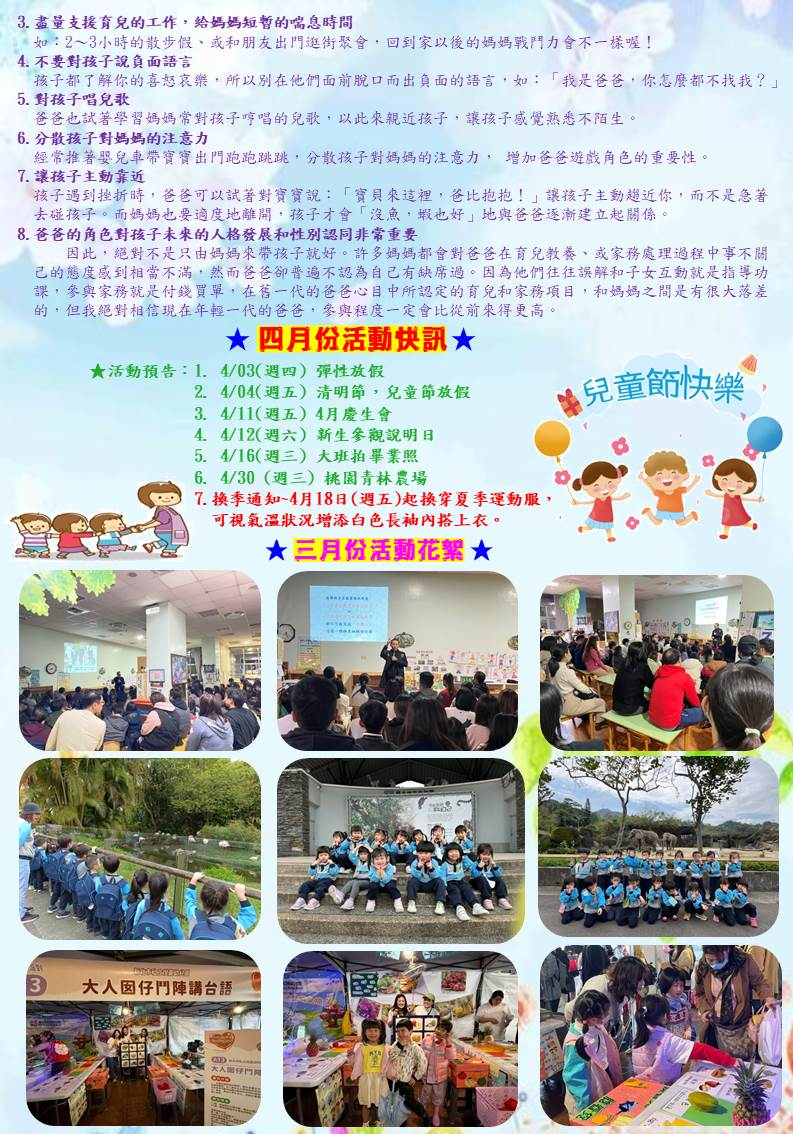 3.盡量支援育兒的工作，給媽媽短暫的喘息時間
如：2～3小時的散步假、或和朋友出門逛街聚會，回到家以後的媽媽戰鬥力會不一樣喔！
4.不要對孩子說負面語言
孩子都了解你的喜怒哀樂，所以別在他們面前脫口而出負面的語言，如：「我是爸爸，你怎麼都不找我？」
5.對孩子唱兒歌
爸爸也試著學習媽媽常對孩子哼唱的兒歌，以此來親近孩子，讓孩子感覺熟悉不陌生。
6.分散孩子對媽媽的注意力
經常推著嬰兒車帶寶寶出門跑跑跳跳，分散孩子對媽媽的注意力， 增加爸爸遊戲角色的重要性。
7.讓孩子主動靠近
孩子遇到挫折時，爸爸可以試著對寶寶說：「寶貝來這裡，爸比抱抱！」讓孩子主動趨近你，而不是急著
去碰孩子。而媽媽也要適度地離開，孩子才會「沒魚，蝦也好」地與爸爸逐漸建立起關係。
8.爸爸的角色對孩子未來的人格發展和性別認同非常重要
因此，絕對不是只由媽媽來帶孩子就好。許多媽媽都會對爸爸在育兒教養、或家務處理過程中事不關
己的態度感到相當不滿，然而爸爸卻普遍不認為自己有缺席過。因為他們往往誤解和子女互動就是指導功
課，參與家務就是付錢買單，在舊一代的爸爸心目中所認定的育兒和家務項目，和媽媽之間是有很大落差
的，但我絕對相信現在年輕一代的爸爸，參與程度一定會比從前來得更高。
★ 四月份活動快訊 ★
★活動預告：1. 4/03(週四) 彈性放假
2. 4/04(週五) 清明節，兒童節放假
3. 4/11(週五) 4月慶生會
4. 4/12(週六) 新生參觀說明日
5. 4/16(週三) 大班拍畢業照
6. 4/30 (週三) 桃園青林農場
7.換季通知~4月18日(週五)起換穿夏季運動服，
可視氣溫狀況增添白色長袖內搭上衣。
兒童節快樂
★ 三月份活動花絮 ★
3
大人囡仔鬥陣講台語
A13